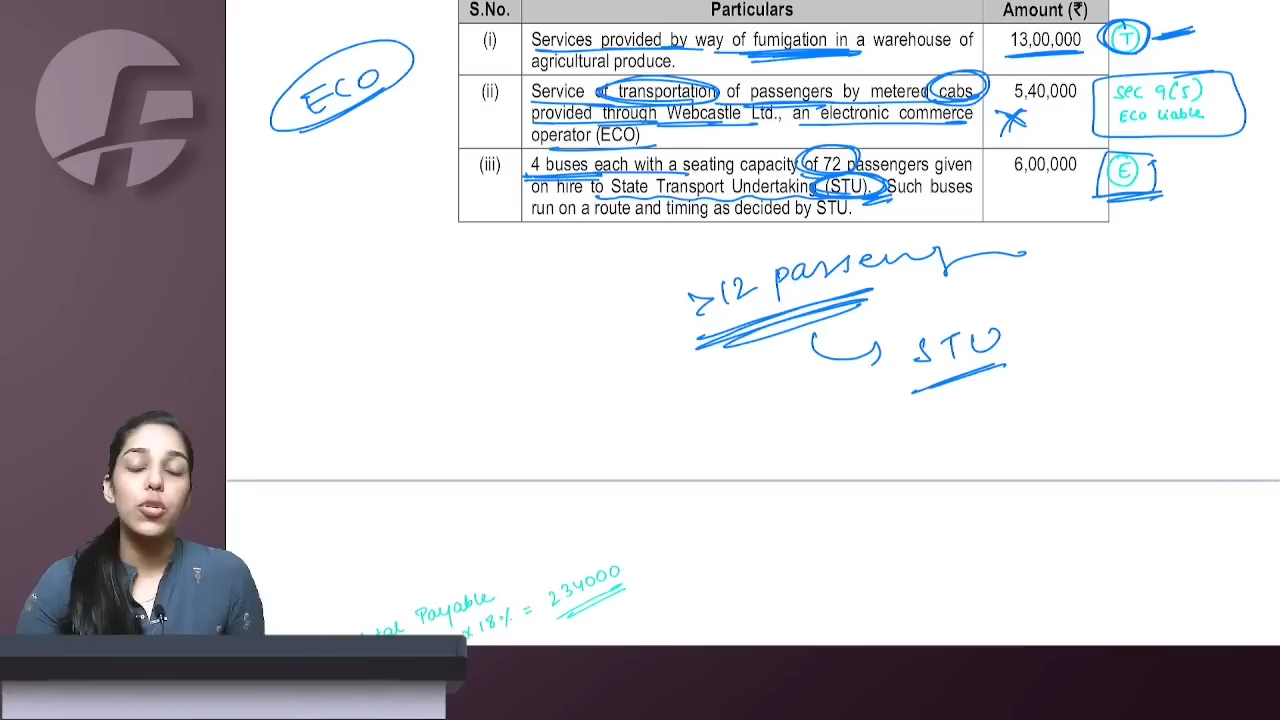 S.No. Particulars Amount (₹)
(i) Services provided by way of fumigation in a warehouse of 13,00,000 T
agricultural produce.
(ii) Service of transportation of passengers by metered cabs 5,40,000 sec 9(5)
provided through Webcastle Ltd., an electronic commerce ECO liable
operator (ECO)
ECO
(iii) 4 buses each with a seating capacity of 72 passengers given 6,00,000 E
on hire to State Transport Undertaking (STU). Such buses
run on a route and timing as decided by STU.
>12 passeng
STU
Payable
x 18% = 234000